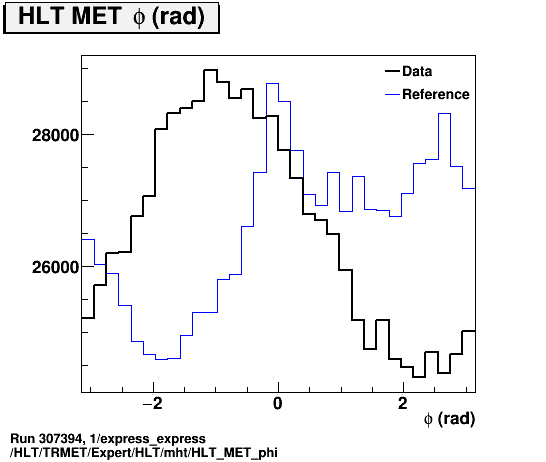 HLT MET ϕ (rad)
Data
Reference
28000
26000
−2 0 2
ϕ (rad)
Run 307394, 1/express_express
/HLT/TRMET/Expert/HLT/mht/HLT_MET_phi